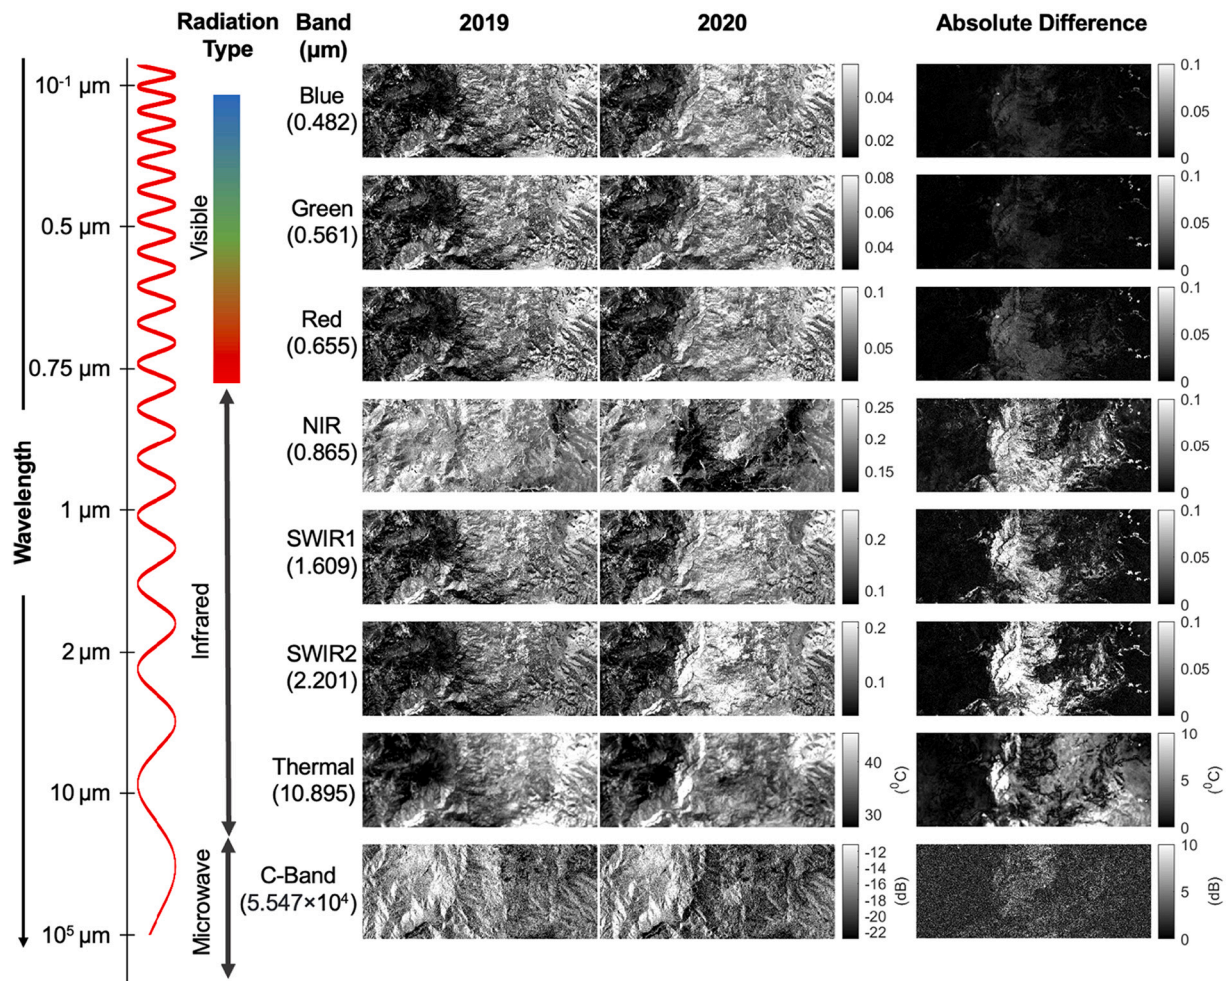 Radiation Type
Band (µm)
2019
2020
Absolute Difference
Wavelength
10⁻¹ µm
0.5 µm
0.75 µm
1 µm
2 µm
10 µm
10⁵ µm
Visible
Infrared
Microwave
Blue
(0.482)
0.04
0.02
0.1
0.05
0
Green
(0.561)
0.08
0.06
0.04
0.1
0.05
0
Red
(0.655)
0.1
0.05
0.1
0.05
0
NIR
(0.865)
0.25
0.2
0.15
0.1
0.05
0
SWIR1
(1.609)
0.2
0.1
0.1
0.05
0
SWIR2
(2.201)
0.2
0.1
0.1
0.05
0
Thermal
(10.895)
40
30
(⁰C)
10
5
0
(⁰C)
C-Band
(5.547×10⁴)
-12
-14
-16
-18
-20
-22
(dB)
10
5
0
(dB)